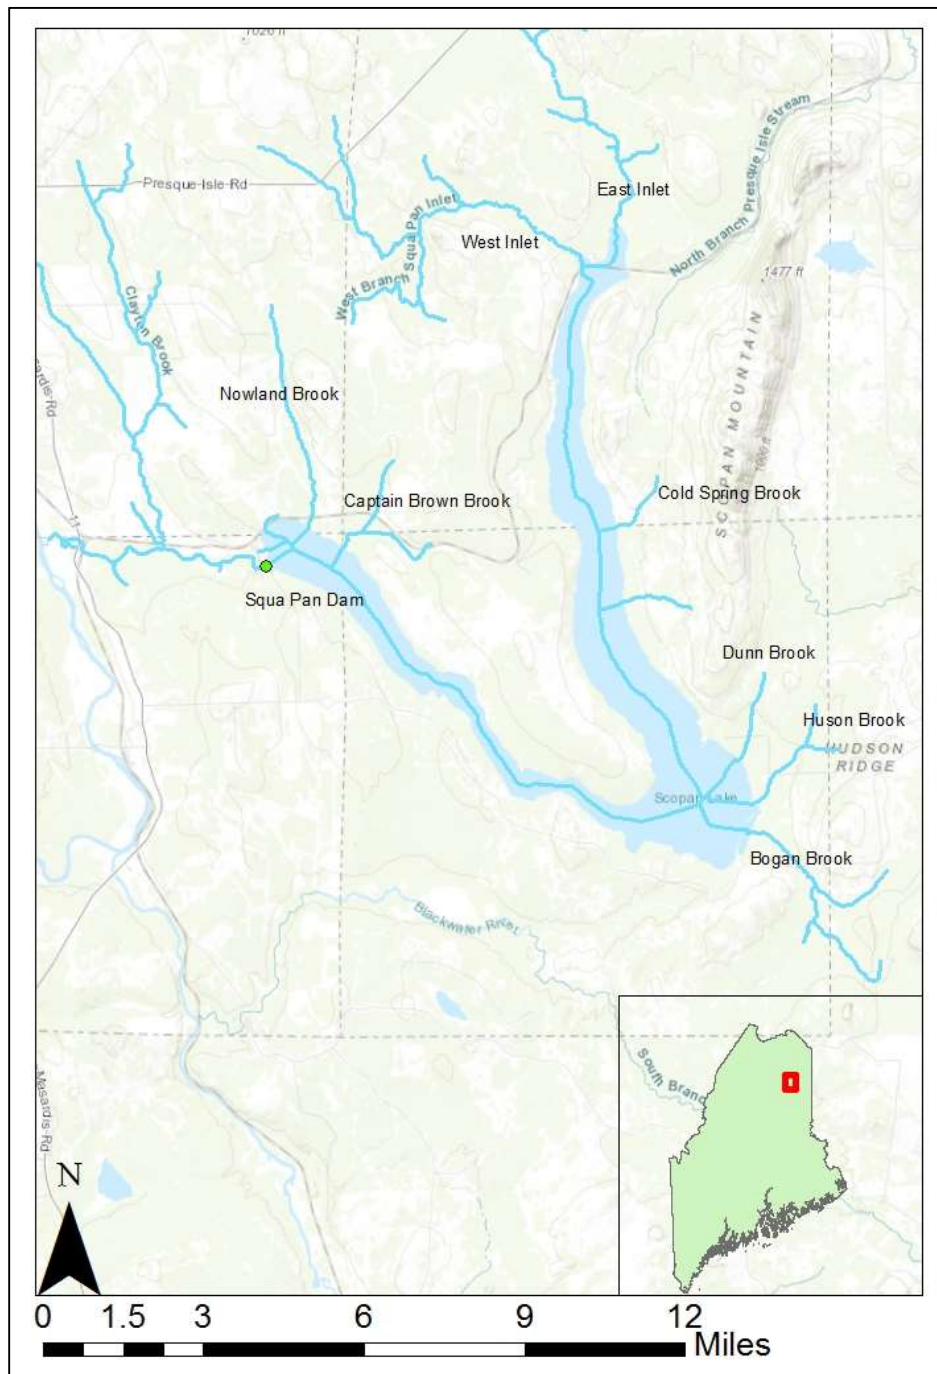 1020 ft
Presque Isle Rd
East Inlet
North Branch Presque Isle Stream
West Inlet
West Branch Squa Pan Inlet
1477 ft
Clayton Brook
SCOPAN MOUNTAIN
Nowland Brook
Captain Brown Brook
Cold Spring Brook
11
Squa Pan Dam
Dunn Brook
Huson Brook
HUDSON
RIDGE
Scopan Lake
Bogan Brook
Blackwater River
South Branc
Masardis Rd
N
0 1.5 3 6 9 12
Miles